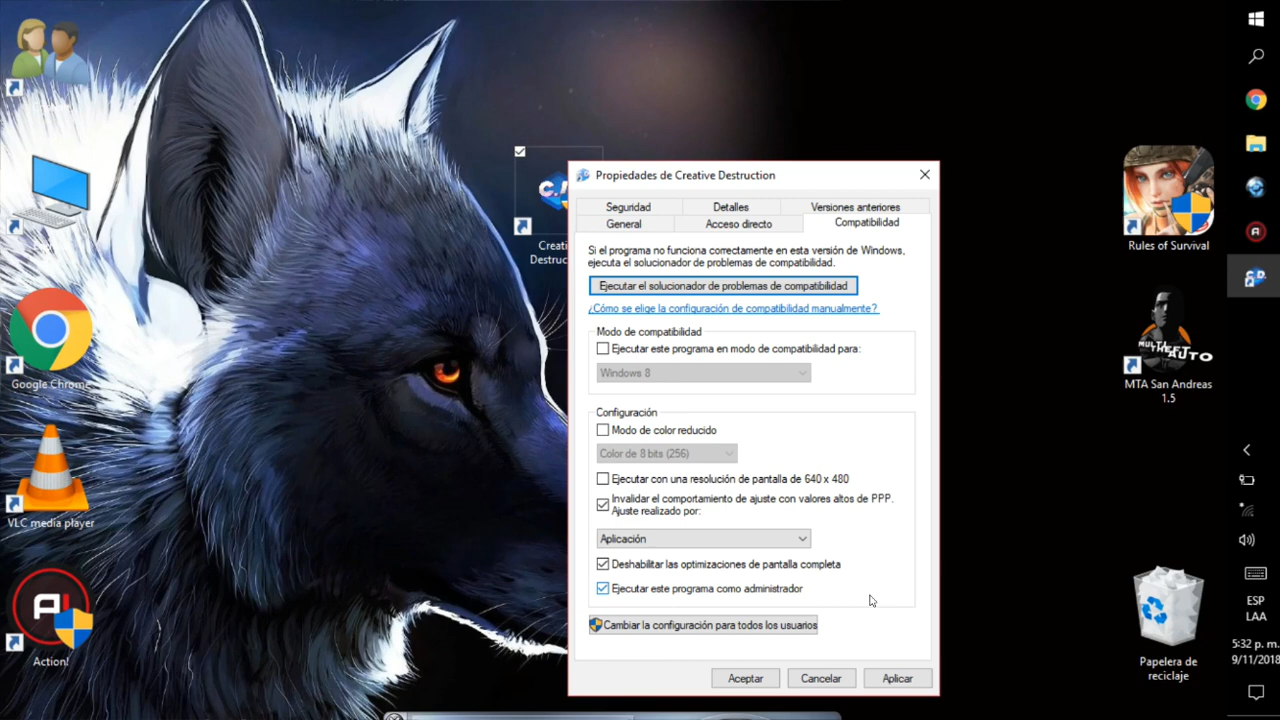 Google Chrome
VLC media player
Action!
Propiedades de Creative Destruction
Seguridad
Detalles
Versiones anteriores
General
Acceso directo
Compatibilidad
Si el programa no funciona correctamente en esta versión de Windows,
ejecuta el solucionador de problemas de compatibilidad.
Ejecutar el solucionador de problemas de compatibilidad
¿Cómo se elige la configuración de compatibilidad manualmente?
Modo de compatibilidad
Ejecutar este programa en modo de compatibilidad para:
Windows 8
Configuración
Modo de color reducido
Color de 8 bits (256)
Ejecutar con una resolución de pantalla de 640 x 480
Invalidar el comportamiento de ajuste con valores altos de PPP.
Ajuste realizado por:
Aplicación
Deshabilitar las optimizaciones de pantalla completa
Ejecutar este programa como administrador
Cambiar la configuración para todos los usuarios
Aceptar
Cancelar
Aplicar
Rules of Survival
MULTI
THEFT AUTO
MTA San Andreas
1.5
Papelera de
reciclaje
ESP
LAA
5:32 p. m.
9/11/2018